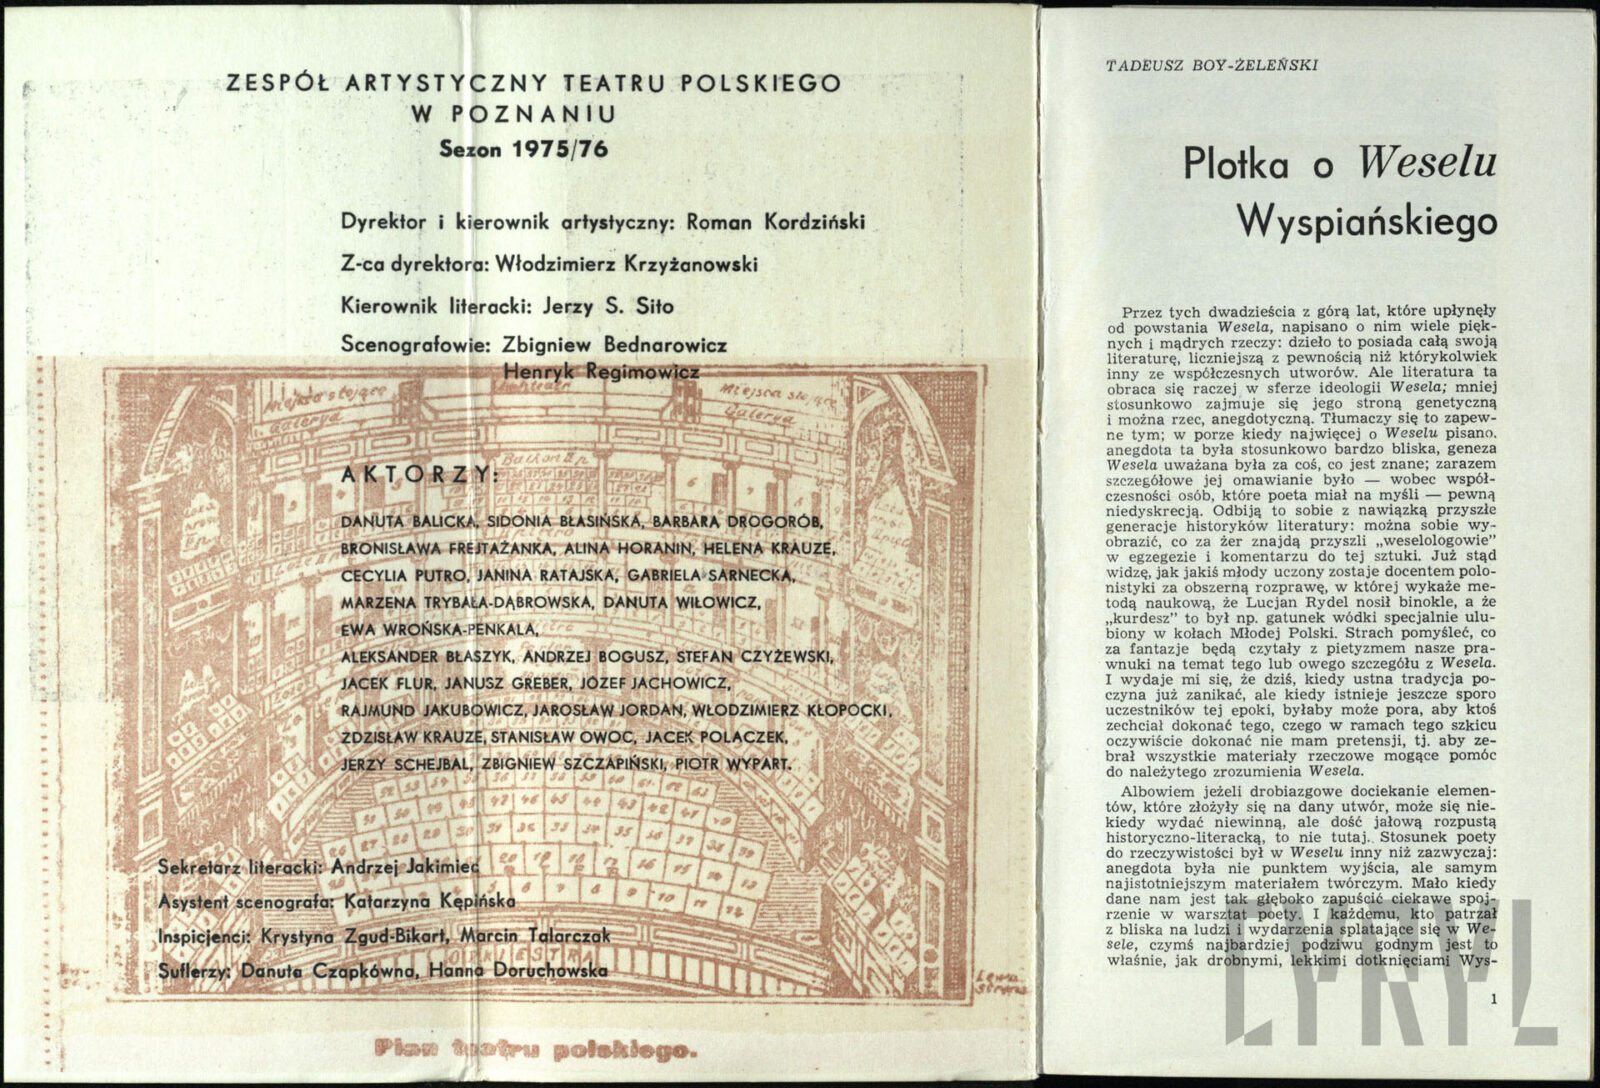 ZESPÓŁ ARTYSTYCZNY TEATRU POLSKIEGO
W POZNANIU
Sezon 1975/76
Dyrektor i kierownik artystyczny: Roman Kordziński
Z-ca dyrektora: Włodzimierz Krzyżanowski
Kierownik literacki: Jerzy S. Sito
Scenografowie: Zbigniew Bednarowicz
Henryk Regimowicz
Miejsca stojące
Galerya
Miejsca stojące
Galerya
Balkon II p
AKTORZY:
DANUTA BALICKA, SIDONIA BŁASIŃSKA, BARBARA DROGORÓB,
BRONISŁAWA FREJTAŻANKA, ALINA HORANIN, HELENA KRAUZE,
CECYLIA PUTRO, JANINA RATAJSKA, GABRIELA SARNECKA,
MARZENA TRYBAŁA-DĄBROWSKA, DANUTA WIŁOWICZ,
EWA WROŃSKA-PENKALA,
ALEKSANDER BŁASZYK, ANDRZEJ BOGUSZ, STEFAN CZYŻEWSKI,
JACEK FLUR, JANUSZ GREBER, JÓZEF JACHOWICZ,
RAJMUND JAKUBOWICZ, JAROSŁAW JORDAN, WŁODZIMIERZ KŁOPOCKI,
ZDZISŁAW KRAUZE, STANISŁAW OWOC, JACEK POLACZEK,
JERZY SCHEJBAL, ZBIGNIEW SZCZAPIŃSKI, PIOTR WYPART.
Sekretarz literacki: Andrzej Jakimiec
Asystent scenografa: Katarzyna Kępińska
Inspicjenci: Krystyna Zgud-Bikart, Marcin Talarczak
Suflerzy: Danuta Czapkówna, Hanna Doruchowska
ORKIESTRA
Lewa
strona
Plan teatru polskiego.
TADEUSZ BOY-ŻELEŃSKI
Plotka o Weselu
Wyspiańskiego
Przez tych dwadzieścia z górą lat, które upłynęły
od powstania Wesela, napisano o nim wiele pięk-
nych i mądrych rzeczy: dzieło to posiada całą swoją
literaturę, liczniejszą z pewnością niż którykolwiek
inny ze współczesnych utworów. Ale literatura ta
obraca się raczej w sferze ideologii Wesela; mniej
stosunkowo zajmuje się jego stroną genetyczną
i można rzec, anegdotyczną. Tłumaczy się to zapew-
ne tym; w porze kiedy najwięcej o Weselu pisano,
anegdota ta była stosunkowo bardzo bliska, geneza
Wesela uważana była za coś, co jest znane; zarazem
szczegółowe jej omawianie było — wobec współ-
czesności osób, które poeta miał na myśli — pewną
niedyskrecją. Odbiją to sobie z nawiązką przyszłe
generacje historyków literatury: można sobie wy-
obrazić, co za żer znajdą przyszli „weselologowie”
w egzegezie i komentarzu do tej sztuki. Już stąd
widzę, jak jakiś młody uczony zostaje docentem polo-
nistyki za obszerną rozprawę, w której wykaże me-
todą naukową, że Lucjan Rydel nosił binokle, a że
„kurdesz” to był np. gatunek wódki specjalnie ulu-
biony w kołach Młodej Polski. Strach pomyśleć, co
za fantazje będą czytały z pietyzmem nasze pra-
wnuki na temat tego lub owego szczegółu z Wesela.
I wydaje mi się, że dziś, kiedy ustna tradycja po-
czyna już zanikać, ale kiedy istnieje jeszcze sporo
uczestników tej epoki, byłaby może pora, aby ktoś
zechciał dokonać tego, czego w ramach tego szkicu
oczywiście dokonać nie mam pretensji, tj. aby ze-
brał wszystkie materiały rzeczowe mogące pomóc
do należytego zrozumienia Wesela.
Albowiem jeżeli drobiazgowe dociekanie elemen-
tów, które złożyły się na dany utwór, może się nie-
kiedy wydać niewinną, ale dość jałową rozpustą
historyczno-literacką, to nie tutaj. Stosunek poety
do rzeczywistości był w Weselu inny niż zazwyczaj:
anegdota była nie punktem wyjścia, ale samym
najistotniejszym materiałem twórczym. Mało kiedy
dane nam jest tak głęboko zapuścić ciekawe spoj-
rzenie w warsztat poety. I każdemu, kto patrzał
z bliska na ludzi i wydarzenia splatające się w We-
sele, czymś najbardziej podziwu godnym jest to
właśnie, jak drobnymi, lekkimi dotknięciami Wys-
1
CYRYL